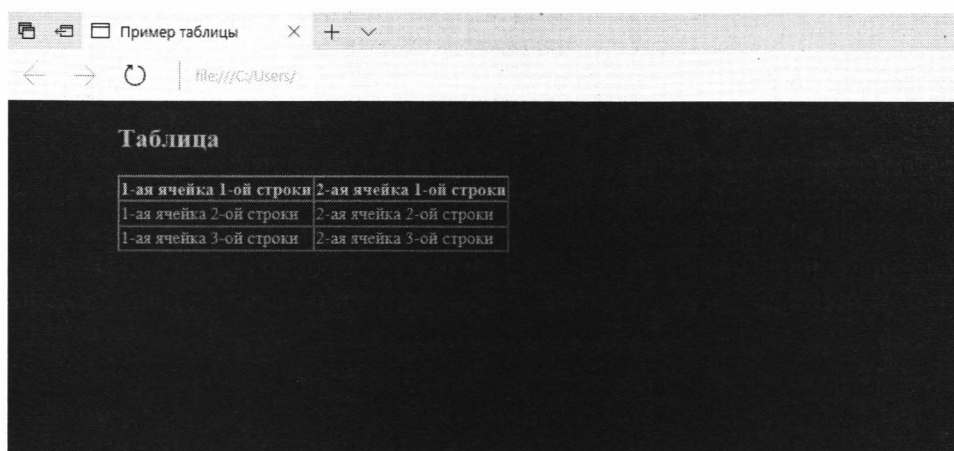 Пример таблицы
file:///C:/Users/
Таблица
1-ая ячейка 1-ой строки 2-ая ячейка 1-ой строки
1-ая ячейка 2-ой строки 2-ая ячейка 2-ой строки
1-ая ячейка 3-ой строки 2-ая ячейка 3-ой строки